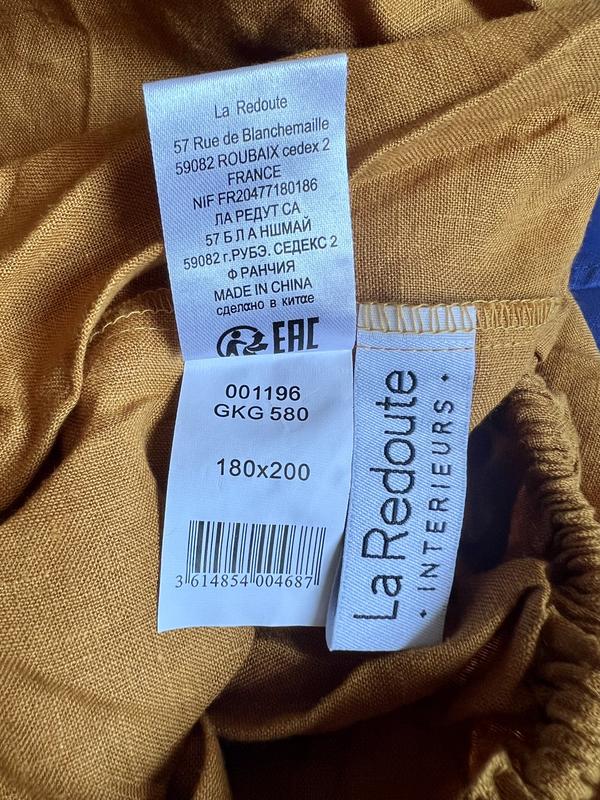 La Redoute
57 Rue de Blanchemaille
59082 ROUBAIX cedex 2
FRANCE
NIF FR20477180186
ЛА РЕДУТ СА
57 Б Л А НШМАЙ
59082 г.РУБЭ. СЕДЕКС 2
Ф РАНЧИЯ
MADE IN CHINA
сделано в китае
EAC
001196
GKG 580
180x200
3 614854 004687
La Redoute
• INTERIEURS •